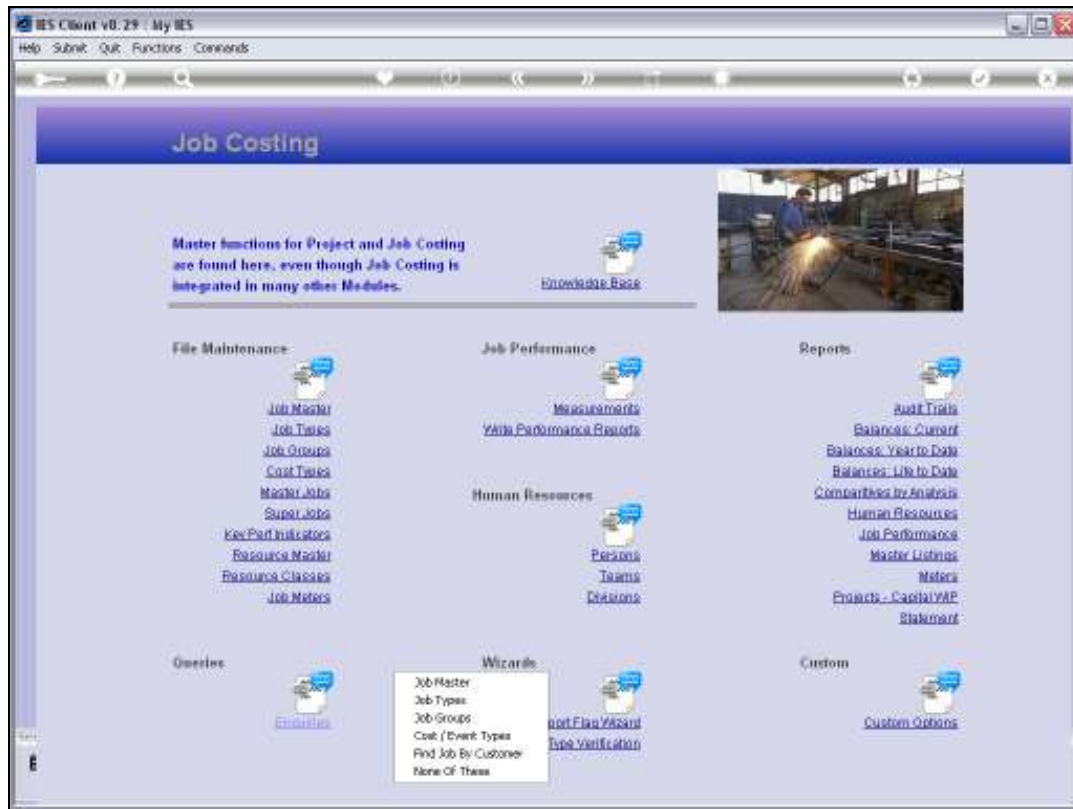 IES Client v8.29 : My IES
Help Submit Quit Functions Commands
Job Costing
Master functions for Project and Job Costing
are found here, even though Job Costing is
integrated in many other Modules.
Knowledge Base
File Maintenance
Job Master
Job Types
Job Groups
Cost Types
Master Jobs
Super Jobs
Key Perf Indicators
Resource Master
Resource Classes
Job Meters
Job Performance
Measurements
Write Performance Reports
Human Resources
Persons
Teams
Divisions
Reports
Audit Trails
Balances: Current
Balances: Year to Date
Balances: Life to Date
Comparitives by Analysis
Human Resources
Job Performance
Master Listings
Meters
Projects - Capital WIP
Statement
Queries
Enquiries
Wizards
Job Master
Job Types
Job Groups
Cost / Event Types
Find Job By Customer
None Of These
port Flag Wizard
Type Verification
Custom
Custom Options